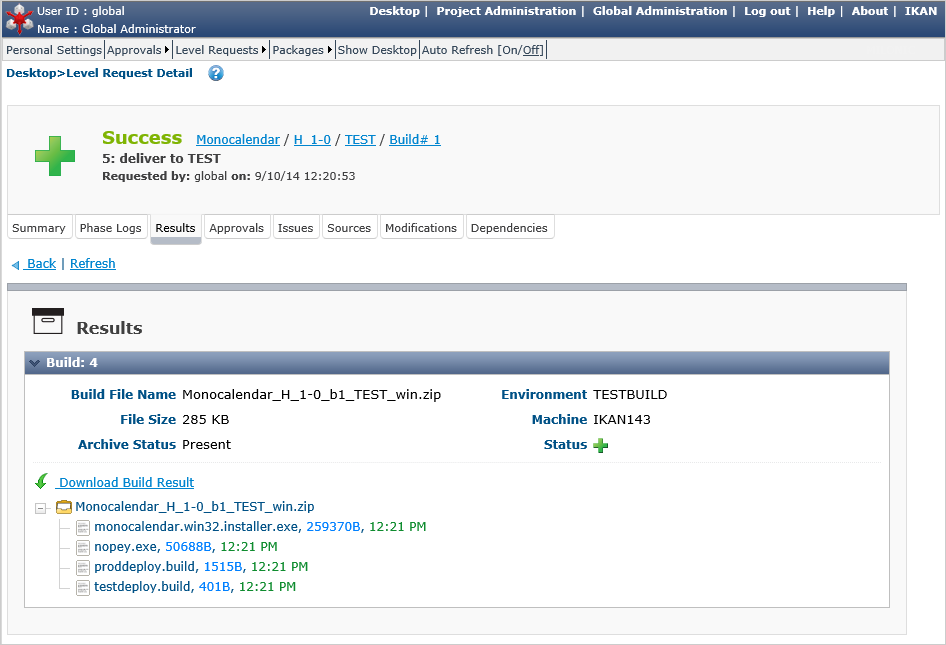 User ID : global
Desktop | Project Administration | Global Administration | Log out | Help | About | IKAN
Name : Global Administrator
Personal Settings Approvals Level Requests Packages Show Desktop Auto Refresh [On/Off]
Desktop>Level Request Detail ?
Success Monocalendar / H_1-0 / TEST / Build# 1
5: deliver to TEST
Requested by: global on: 9/10/14 12:20:53
Summary Phase Logs Results Approvals Issues Sources Modifications Dependencies
Back | Refresh
Results
Build: 4
Build File Name Monocalendar_H_1-0_b1_TEST_win.zip Environment TESTBUILD
File Size 285 KB Machine IKAN143
Archive Status Present Status
Download Build Result
Monocalendar_H_1-0_b1_TEST_win.zip
monocalendar.win32.installer.exe, 259370B, 12:21 PM
nopey.exe, 50688B, 12:21 PM
proddeploy.build, 1515B, 12:21 PM
testdeploy.build, 401B, 12:21 PM